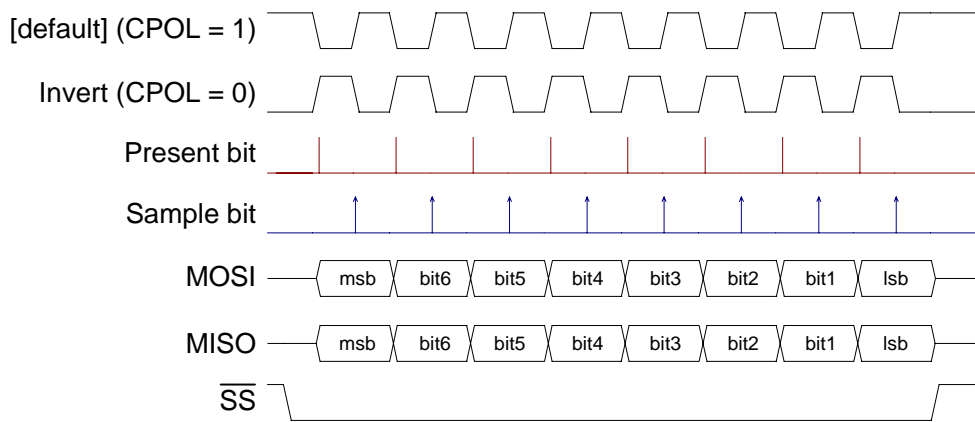 [default] (CPOL = 1)
Invert (CPOL = 0)
Present bit
Sample bit
MOSI msb bit6 bit5 bit4 bit3 bit2 bit1 lsb
MISO msb bit6 bit5 bit4 bit3 bit2 bit1 lsb
SS